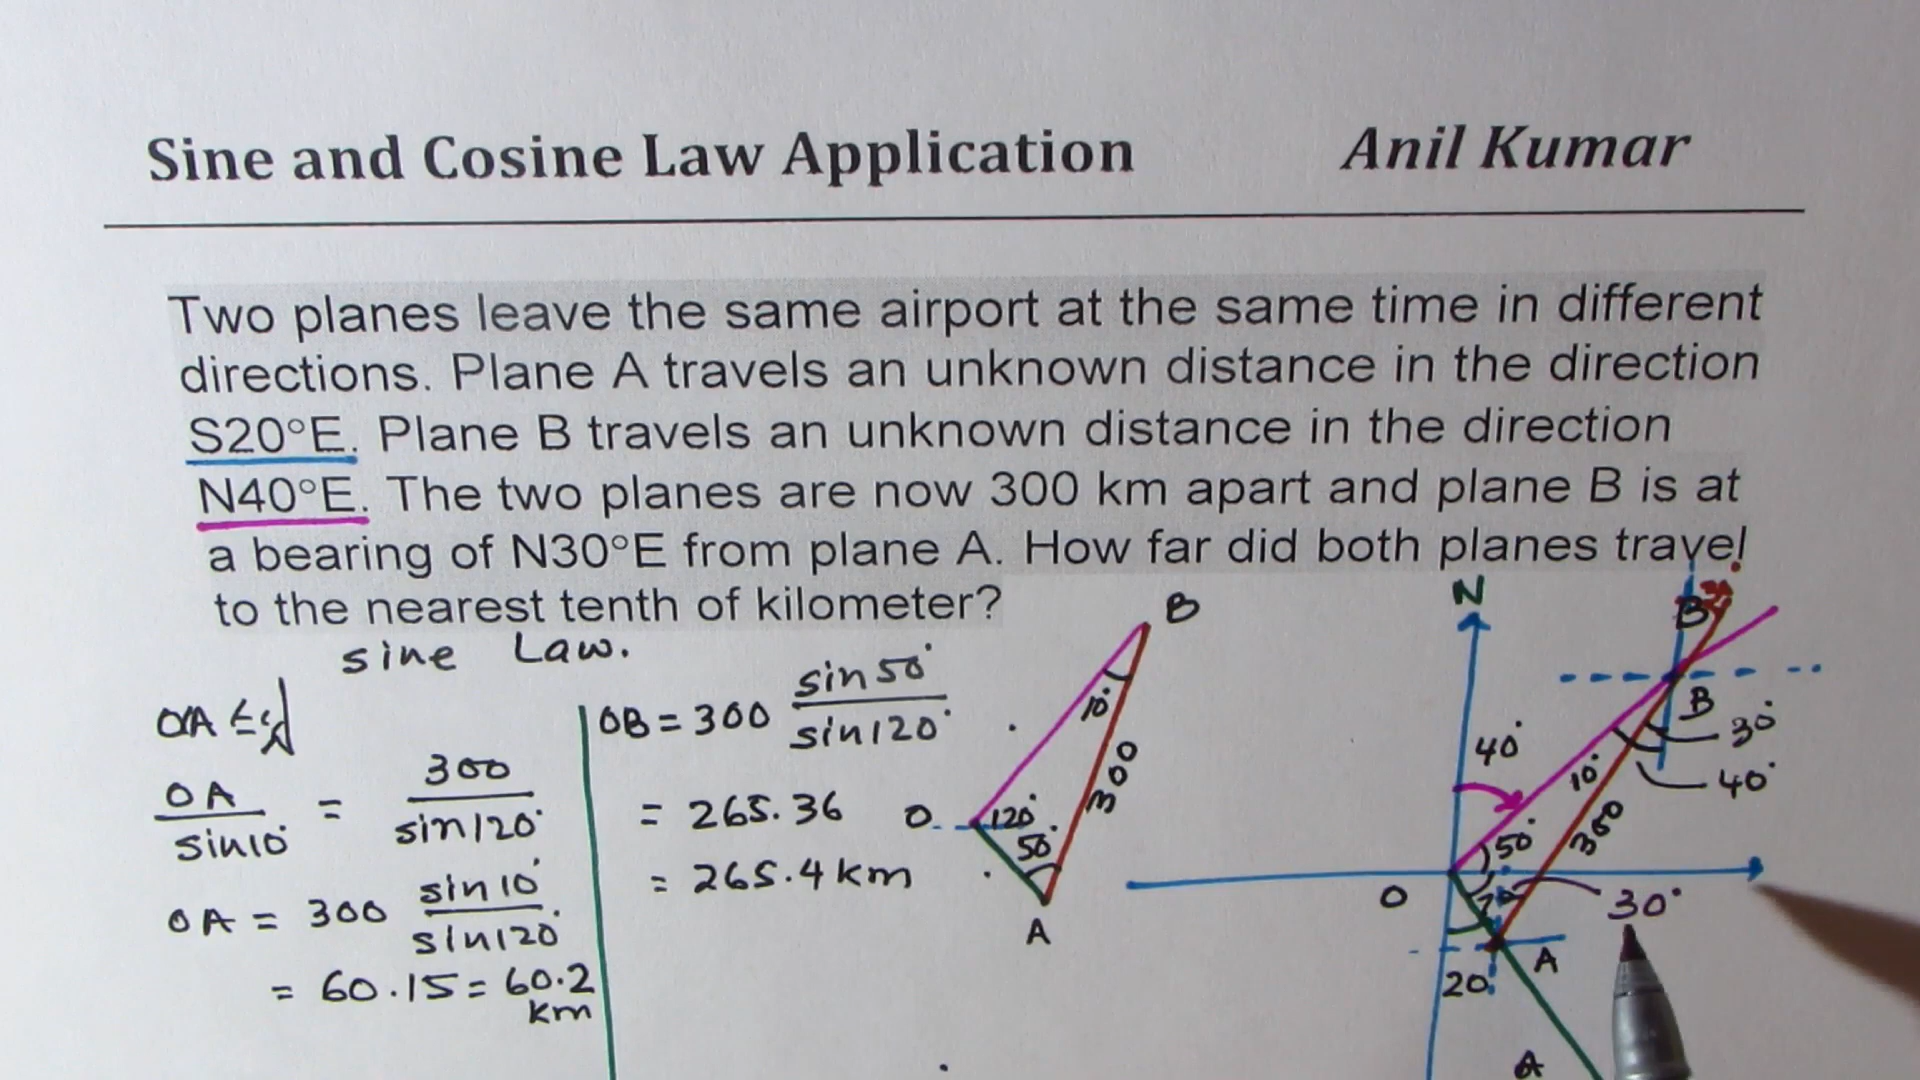 Sine and Cosine Law Application Anil Kumar
Two planes leave the same airport at the same time in different
directions. Plane A travels an unknown distance in the direction
S20°E. Plane B travels an unknown distance in the direction
N40°E. The two planes are now 300 km apart and plane B is at
a bearing of N30°E from plane A. How far did both planes travel
to the nearest tenth of kilometer?
sine Law.
OA
sin10° = 300
sin120°
OA = 300 sin10°
sin120°
= 60.15 = 60.2
km
OB = 300 sin50°
sin120°
= 265.36
= 265.4 km
B
10°
300
O 120°
50°
A
N
B
B
40°
30°
10°
40°
300
50°
O
30°
A
20°
A